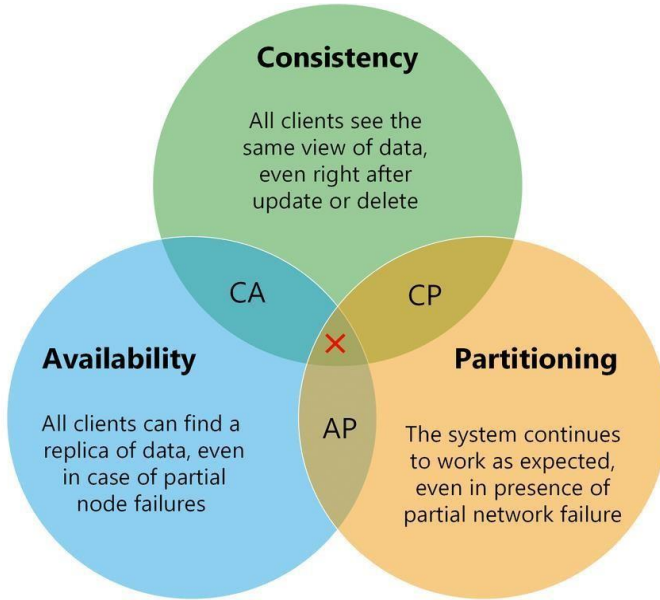 Consistency
All clients see the
same view of data,
even right after
update or delete
CA
CP
Availability
All clients can find a
replica of data, even
in case of partial
node failures
AP
Partitioning
The system continues
to work as expected,
even in presence of
partial network failure